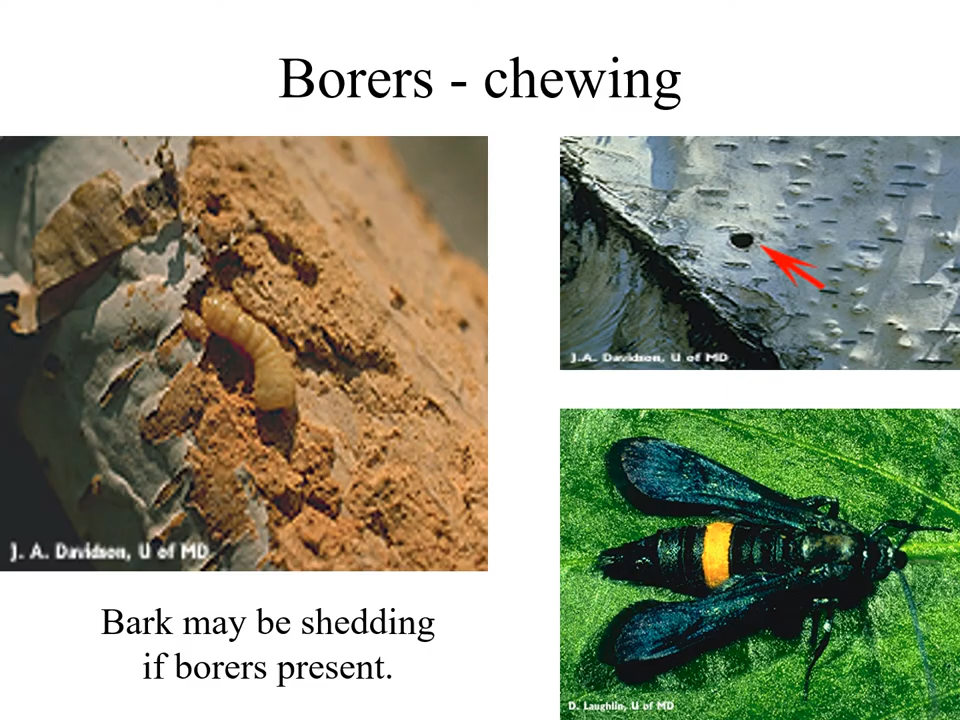 Borers - chewing
J. A. Davidson, U of MD
J.A. Davidson, U of MD
Bark may be shedding
if borers present.
D. Laughlin, U of MD